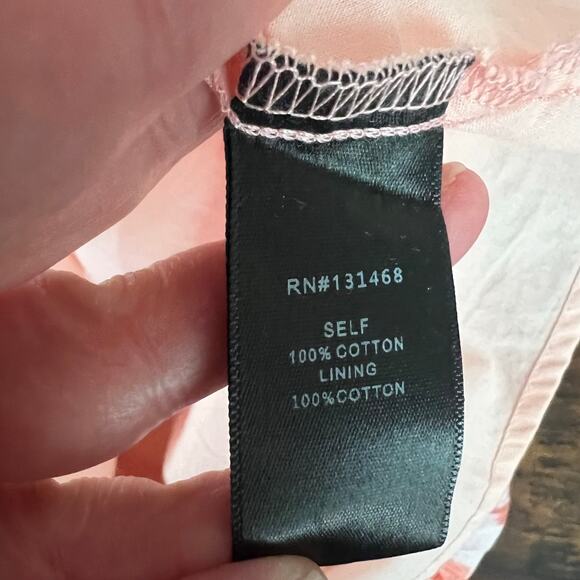 RN#131468
SELF
100% COTTON
LINING
100%COTTON